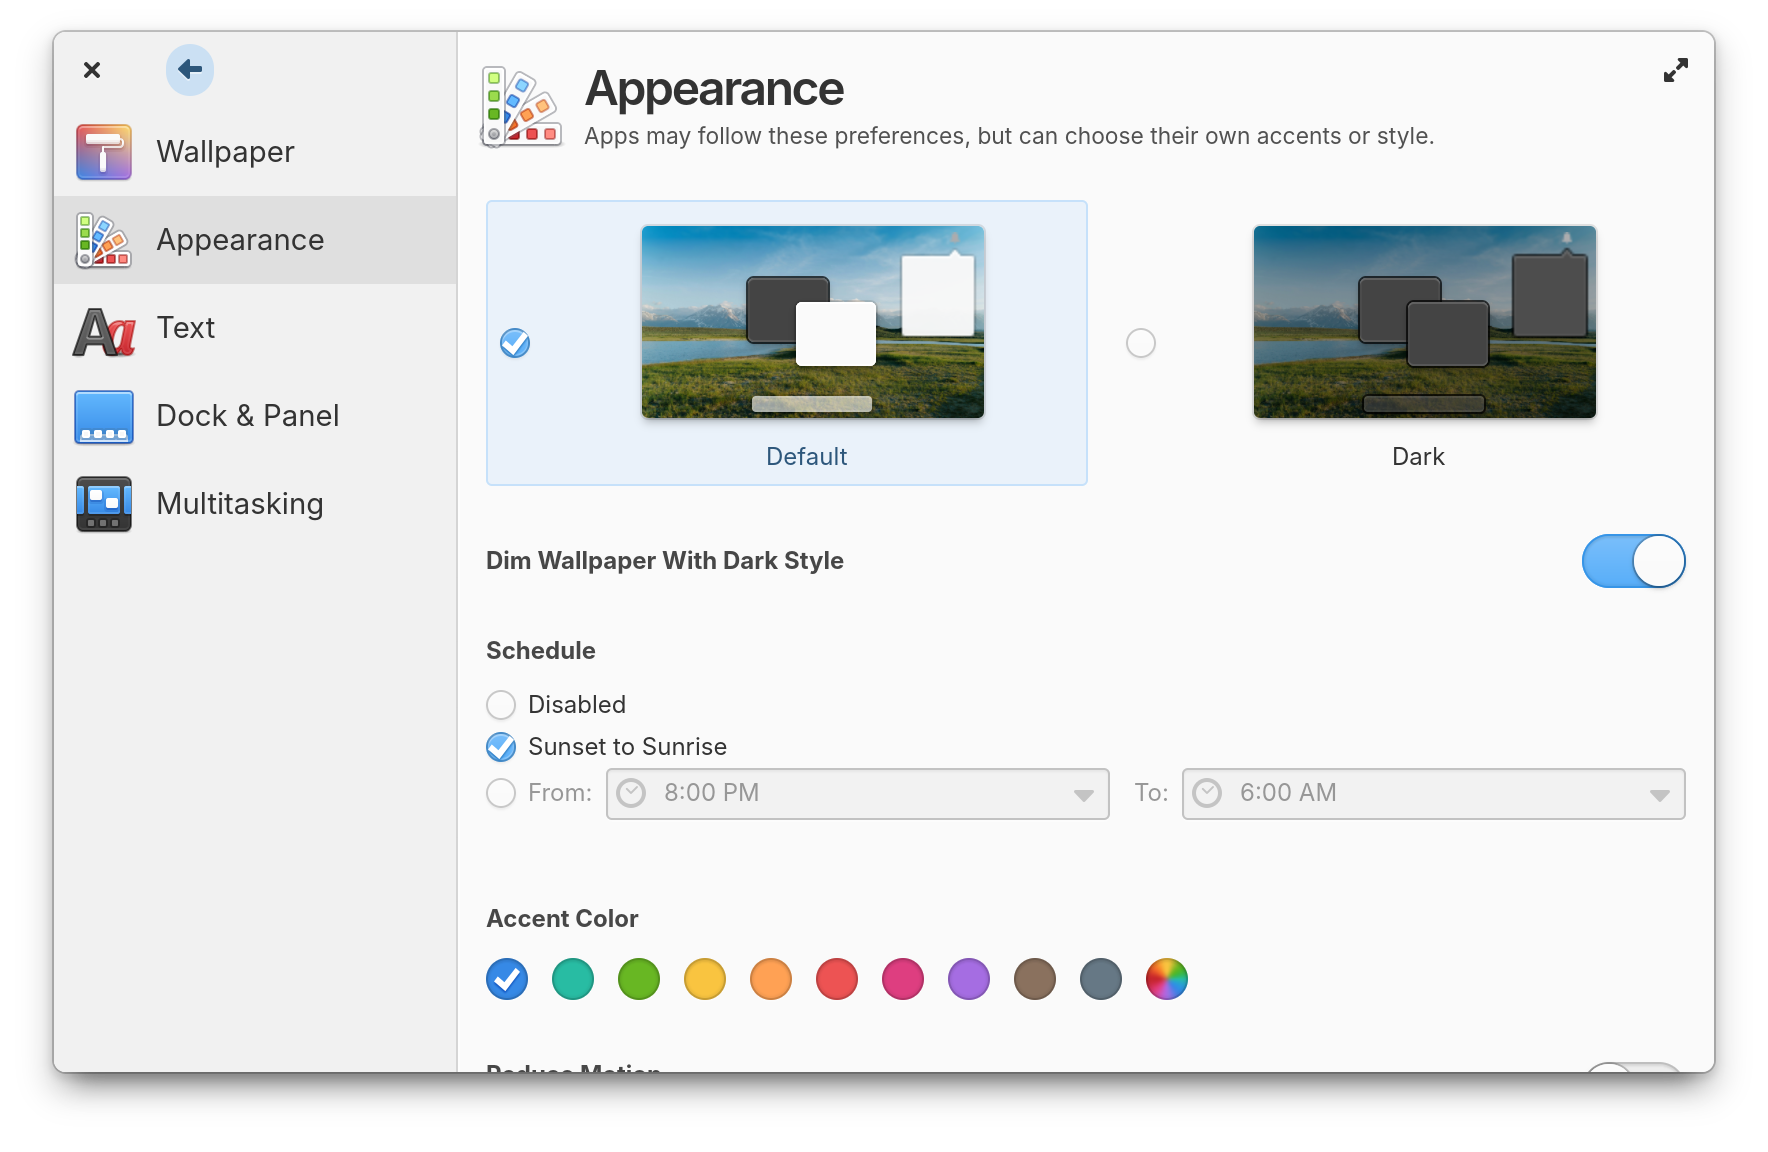 Wallpaper
Appearance
Text
Dock & Panel
Multitasking
Appearance
Apps may follow these preferences, but can choose their own accents or style.
Default
Dark
Dim Wallpaper With Dark Style
Schedule
Disabled
Sunset to Sunrise
From: 8:00 PM To: 6:00 AM
Accent Color
Reduce Motion